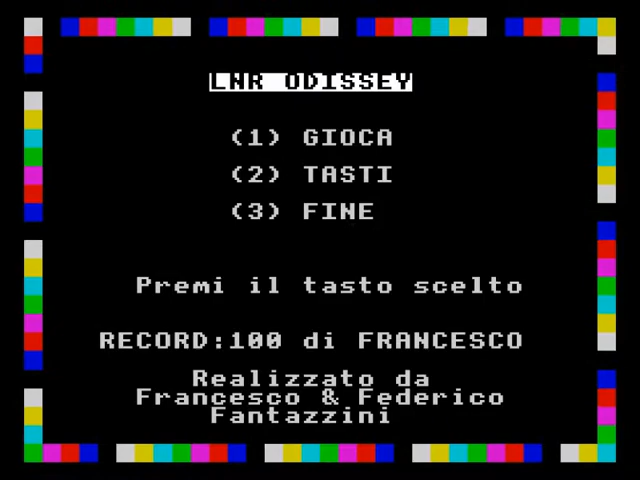 LNR ODISSEY
(1) GIOCA
(2) TASTI
(3) FINE
Premi il tasto scelto
RECORD:100 di FRANCESCO
Realizzato da
Francesco & Federico
Fantazzini